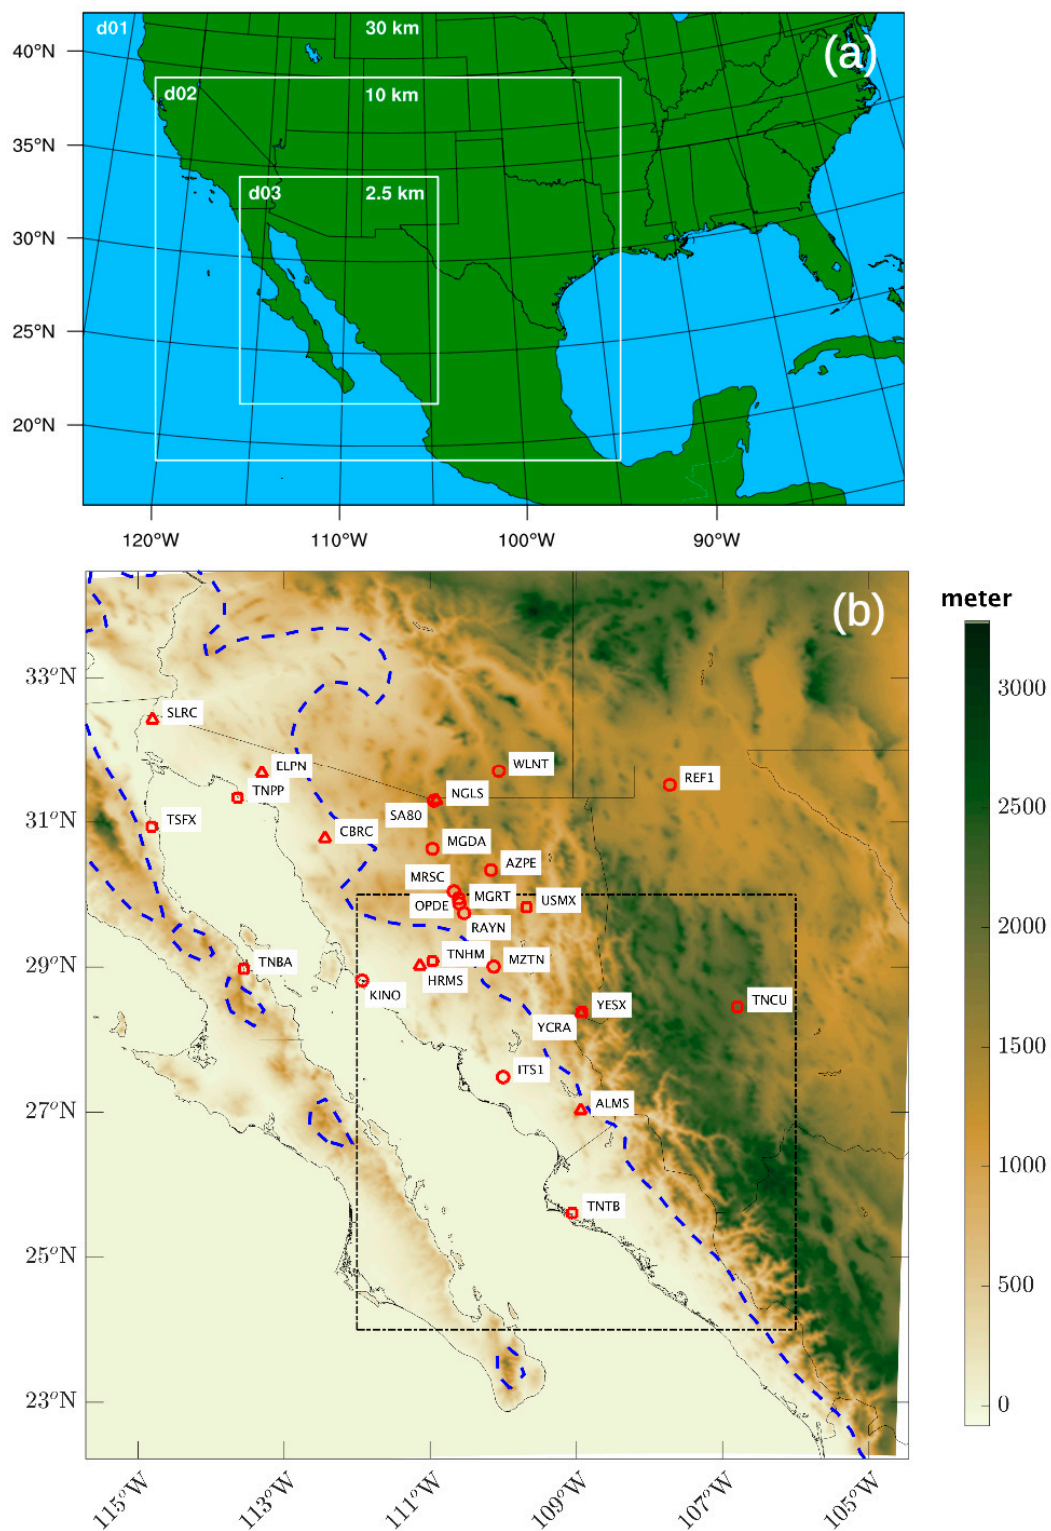 d01
30 km
(a)
40°N
d02
10 km
35°N
d03
2.5 km
30°N
25°N
20°N
120°W
110°W
100°W
90°W
(b)
meter
33°N
3000
SLRC
ELPN
WLNT
REF1
TNPP
NGLS
2500
31°N
TSFX
SA80
CBRC
MGDA
AZPE
MRSC
MGRT
OPDE
USMX
2000
RAYN
29°N
TNBA
TNHM
MZTN
HRMS
KINO
YESX
TNCU
YCRA
1500
ITS1
27°N
ALMS
1000
TNTB
25°N
500
23°N
0
115°W
113°W
111°W
109°W
107°W
105°W